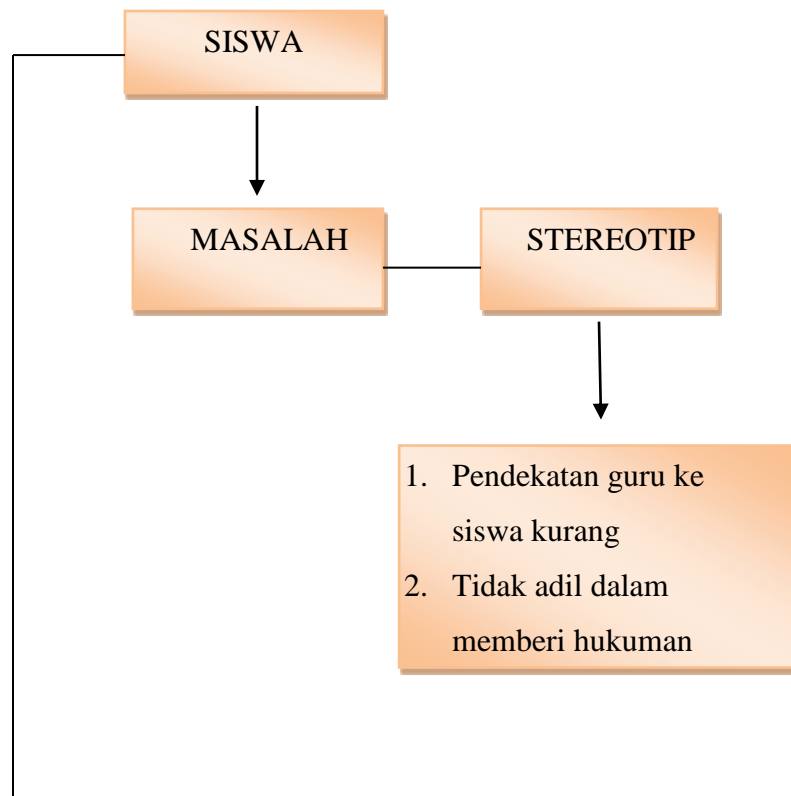 SISWA
MASALAH
STEREOTIP
1. Pendekatan guru ke
siswa kurang
2. Tidak adil dalam
memberi hukuman